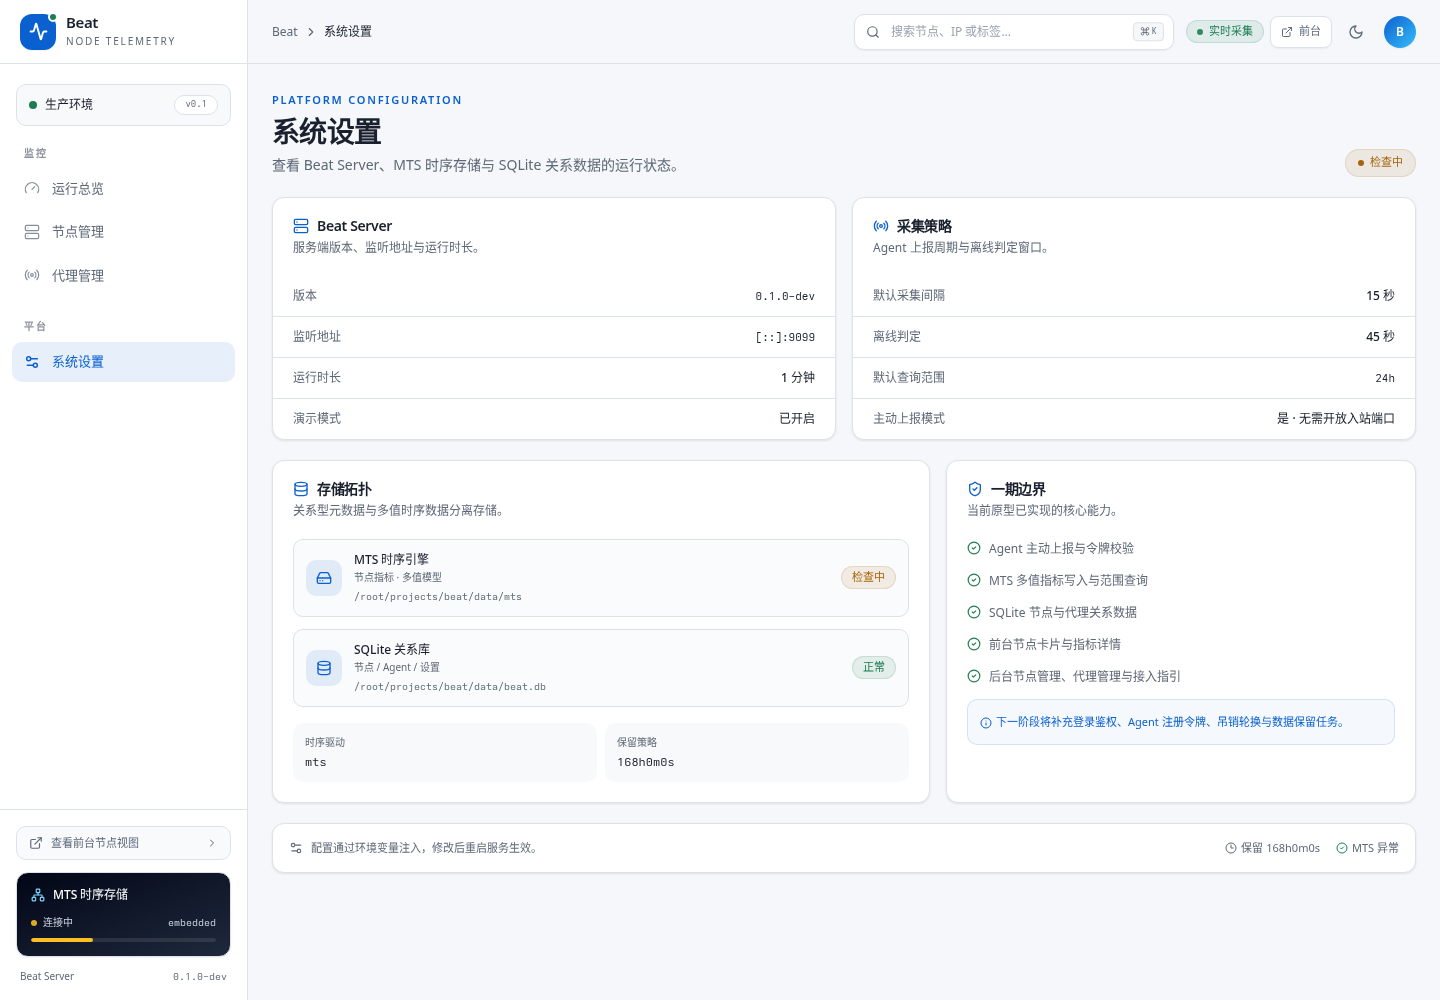 Beat
NODE TELEMETRY
生产环境
v0.1
监控
运行总览
节点管理
代理管理
平台
系统设置
查看前台节点视图
MTS 时序存储
连接中
embedded
Beat Server
0.1.0-dev
Beat
系统设置
搜索节点、IP 或标签...
⌘K
实时采集
前台
B
PLATFORM CONFIGURATION
系统设置
查看 Beat Server、MTS 时序存储与 SQLite 关系数据的运行状态。
检查中
Beat Server
服务端版本、监听地址与运行时长。
版本
0.1.0-dev
监听地址
[::]:9099
运行时长
1 分钟
演示模式
已开启
采集策略
Agent 上报周期与离线判定窗口。
默认采集间隔
15 秒
离线判定
45 秒
默认查询范围
24h
主动上报模式
是 · 无需开放入站端口
存储拓扑
关系型元数据与多值时序数据分离存储。
MTS 时序引擎
节点指标 · 多值模型
/root/projects/beat/data/mts
检查中
SQLite 关系库
节点 / Agent / 设置
/root/projects/beat/data/beat.db
正常
时序驱动
mts
保留策略
168h0m0s
一期边界
当前原型已实现的核心能力。
Agent 主动上报与令牌校验
MTS 多值指标写入与范围查询
SQLite 节点与代理关系数据
前台节点卡片与指标详情
后台节点管理、代理管理与接入指引
下一阶段将补充登录鉴权、Agent 注册令牌、吊销轮换与数据保留任务。
配置通过环境变量注入，修改后重启服务生效。
保留 168h0m0s
MTS 异常